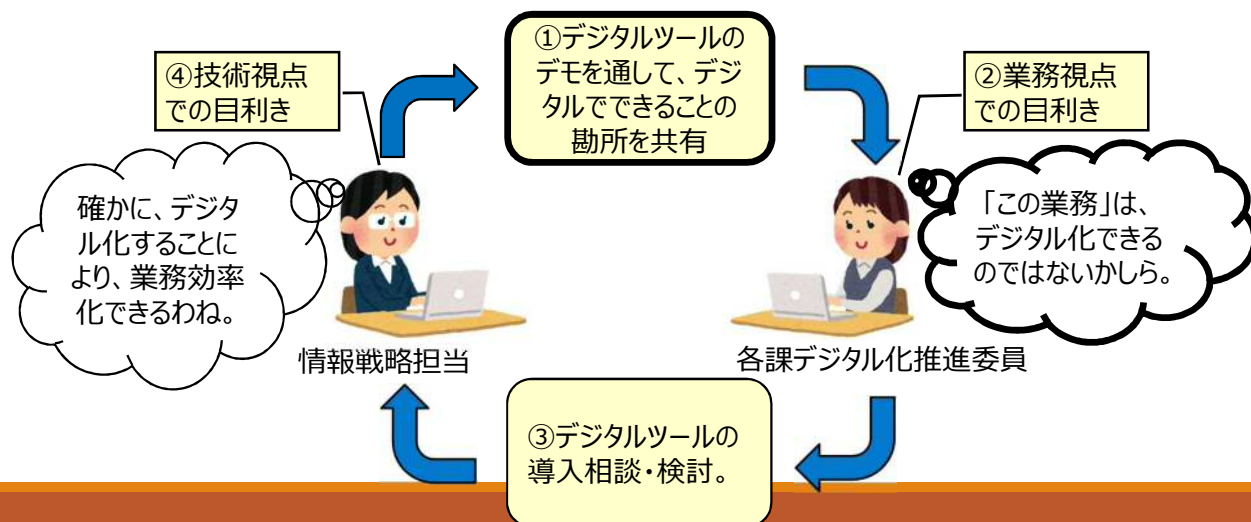 ①デジタルツールの
デモを通して、デジ
タルでできることの
勘所を共有
④技術視点
での目利き
②業務視点
での目利き
確かに、デジタ
ル化することに
より、業務効率
化できるわね。
「この業務」は、
デジタル化できる
のではないかしら。
情報戦略担当
各課デジタル化推進委員
③デジタルツールの
導入相談・検討。